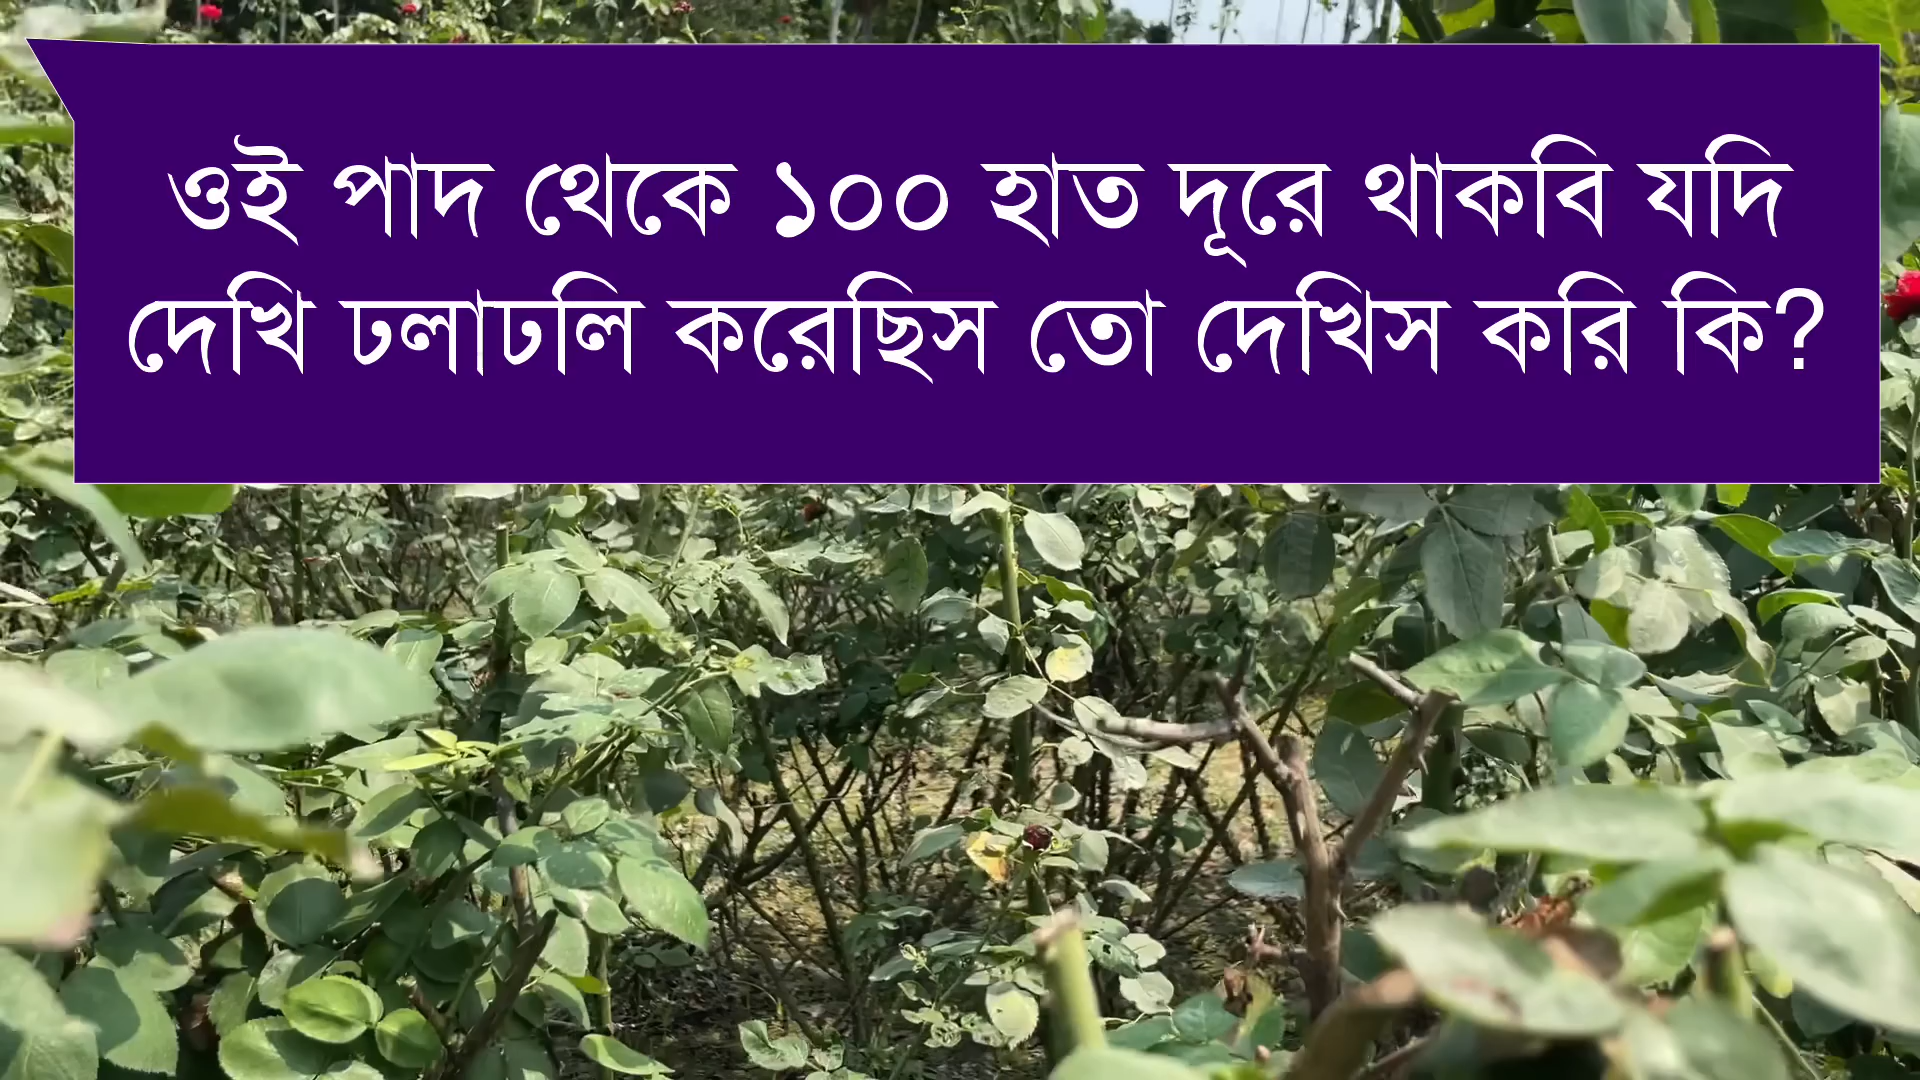 ওই পাদ থেকে ১০০ হাত দূরে থাকবি যদি
দেখি ঢলাঢলি করেছিস তো দেখিস করি কি?